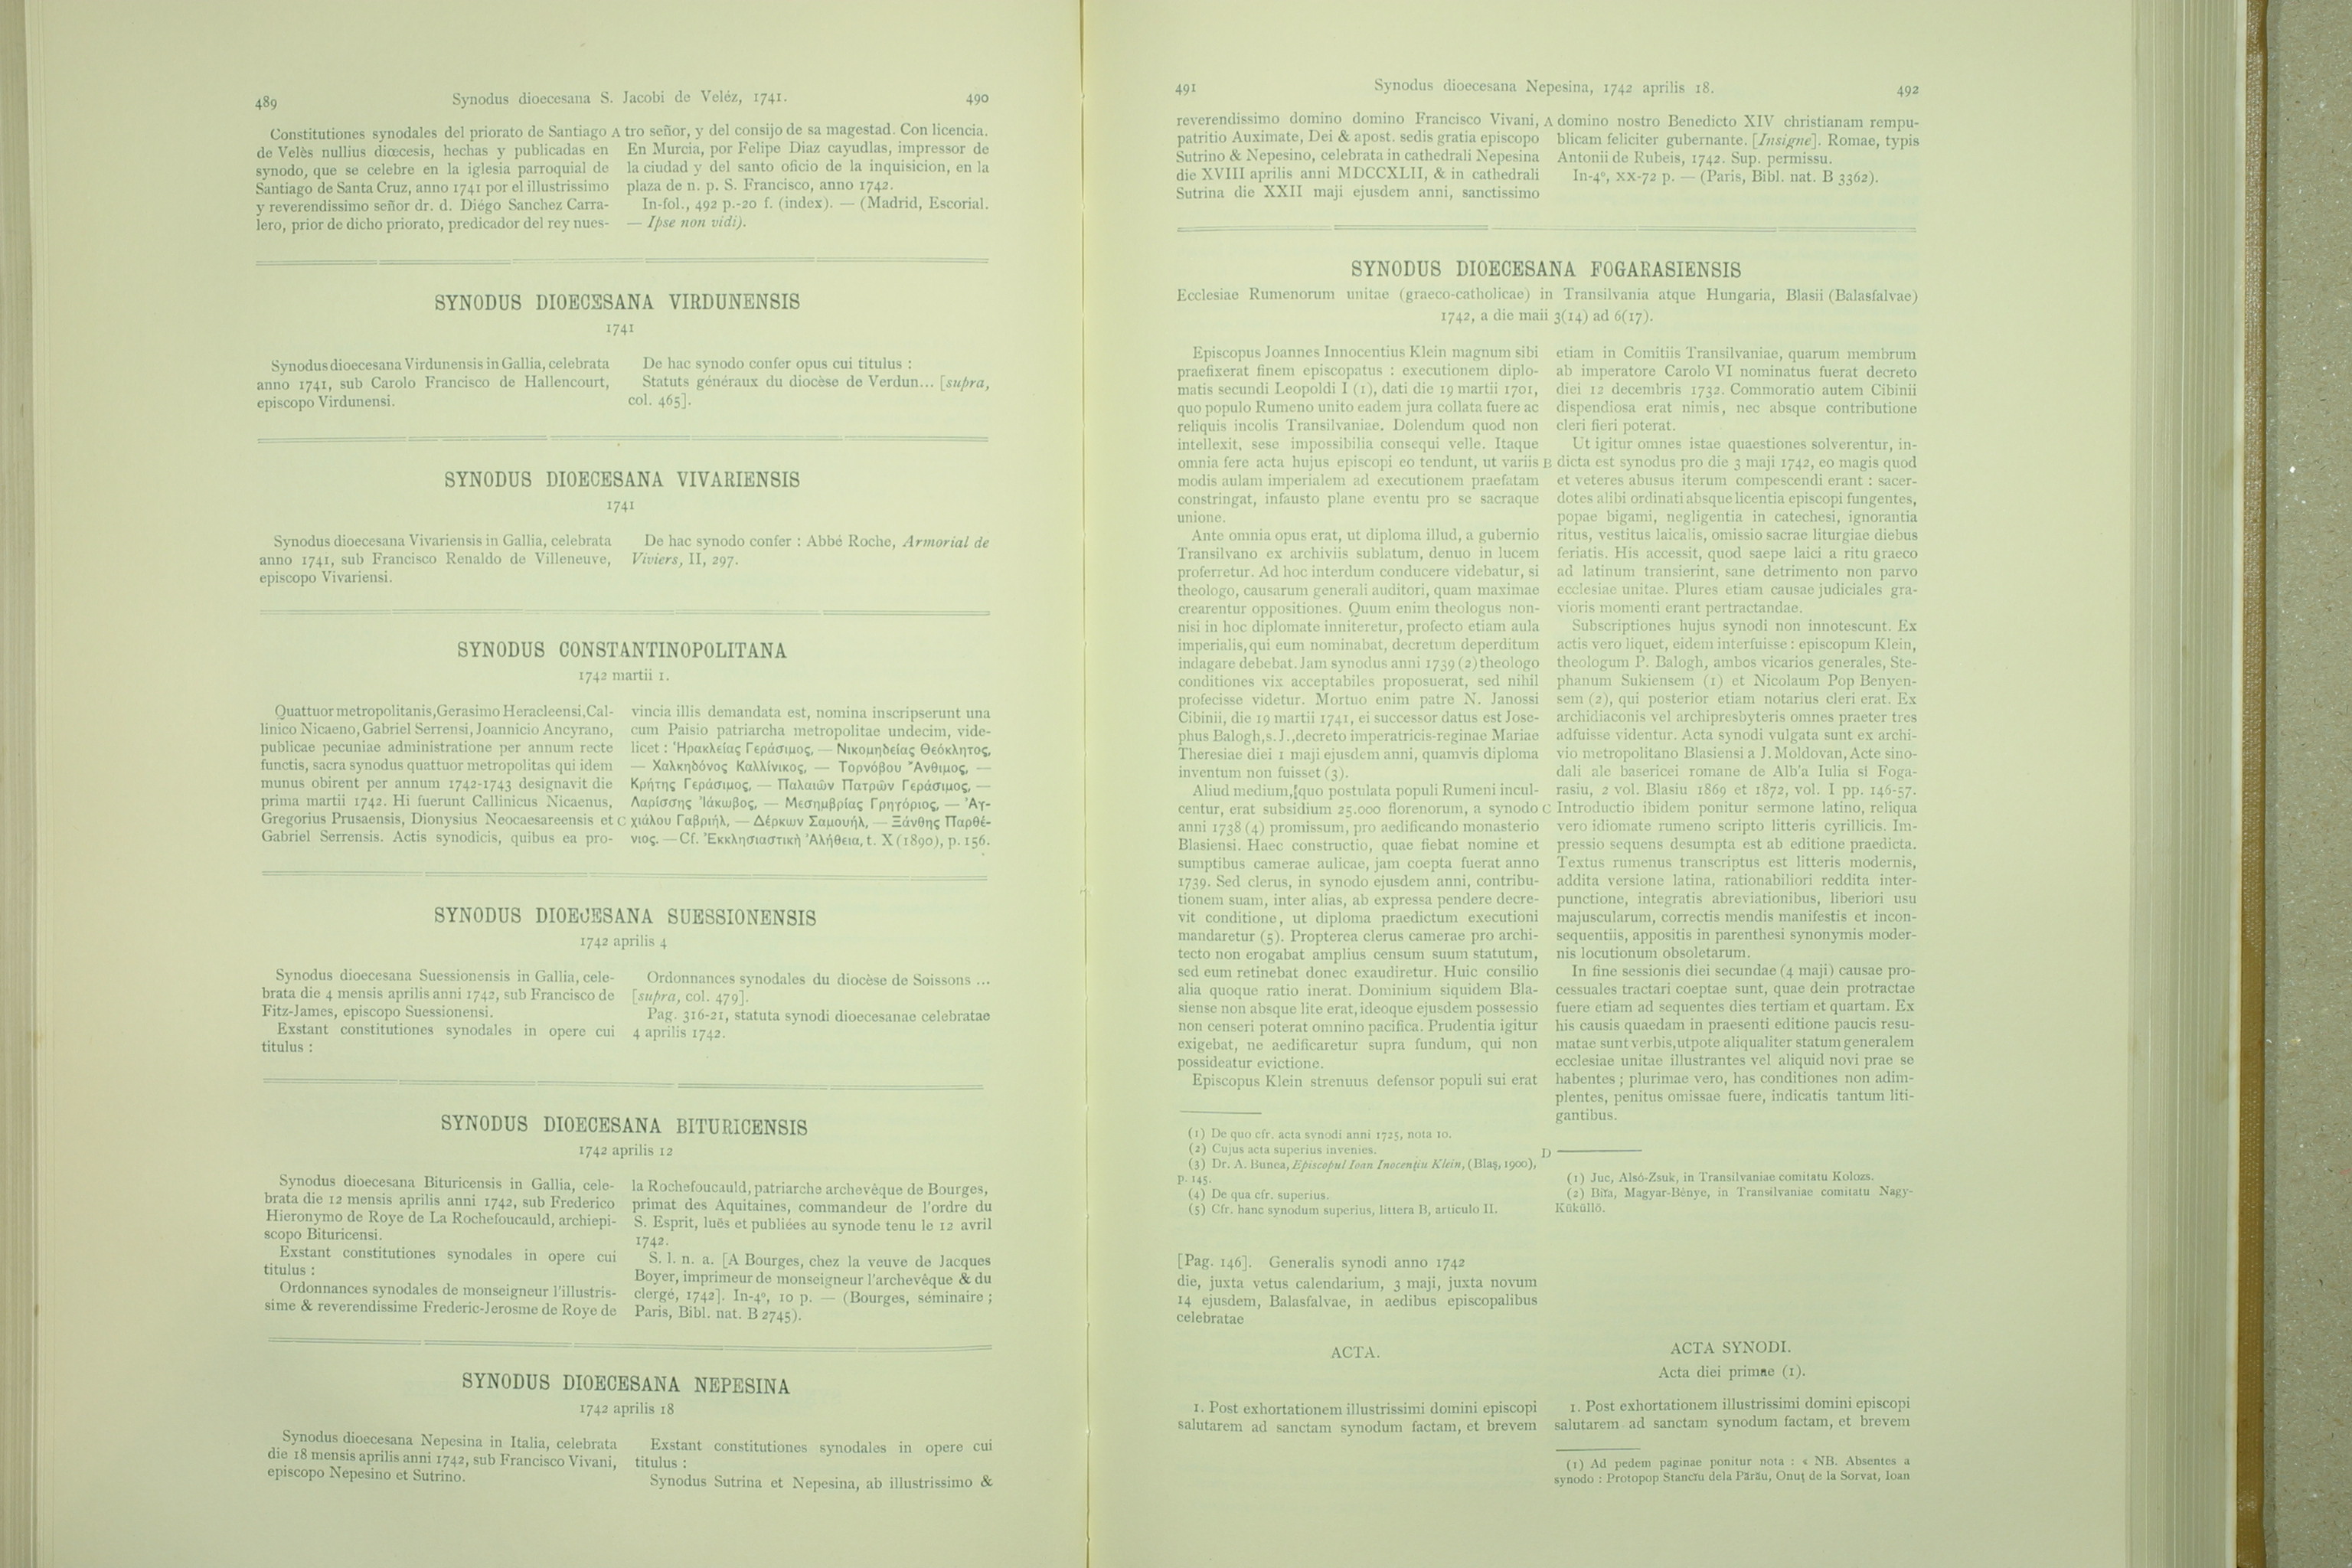 489
Synodus dioecesana S. Jacobi de Veléz, 1741.
490
Constitutiones synodales del priorato de Santiago
de Velès nullius diœcesis, hechas y publicadas en
synodo, que se celebre en la iglesia parroquial de
Santiago de Santa Cruz, anno 1741 por el illustrissimo
y reverendissimo señor dr. d. Diégo Sanchez Carra-
lero, prior de dicho priorato, predicador del rey nues-
A tro señor, y del consijo de sa magestad. Con licencia.
En Murcia, por Felipe Diaz cayudlas, impressor de
la ciudad y del santo oficio de la inquisicion, en la
plaza de n. p. S. Francisco, anno 1742.
In-fol., 492 p.-20 f. (index). — (Madrid, Escorial.
— Ipse non vidi).
SYNODUS DIOECESANA VIRDUNENSIS
1741
Synodus dioecesana Virdunensis in Gallia, celebrata
anno 1741, sub Carolo Francisco de Hallencourt,
episcopo Virdunensi.
De hac synodo confer opus cui titulus :
Statuts généraux du diocèse de Verdun... [supra,
col. 465].
SYNODUS DIOECESANA VIVARIENSIS
1741
Synodus dioecesana Vivariensis in Gallia, celebrata
anno 1741, sub Francisco Renaldo de Villeneuve,
episcopo Vivariensi.
De hac synodo confer : Abbé Roche, Armorial de
Viviers, II, 297.
SYNODUS CONSTANTINOPOLITANA
1742 martii 1.
Quattuor metropolitanis, Gerasimo Heracleensi, Cal-
linico Nicaeno, Gabriel Serrensi, Joannicio Ancyrano,
publicae pecuniae administratione per annum recte
functis, sacra synodus quattuor metropolitas qui idem
munus obirent per annum 1742-1743 designavit die
prima martii 1742. Hi fuerunt Callinicus Nicaenus,
Gregorius Prusaensis, Dionysius Neocaesareensis et
Gabriel Serrensis. Actis synodicis, quibus ea pro-
vincia illis demandata est, nomina inscripserunt una
cum Paisio patriarcha metropolitae undecim, vide-
licet : Ἡρακλείας Γεράσιμος, — Νικομηδείας Θεόκλητος,
— Χαλκηδόνος Καλλίνικος, — Τορνόβου Ἄνθιμος, —
Κρήτης Γεράσιμος, — Παλαιῶν Πατρῶν Γεράσιμος, —
Λαρίσσης Ἰάκωβος, — Μεσημβρίας Γρηγόριος, — Ἀγ-
C χιάλου Γαβριήλ, — Δέρκων Σαμουήλ, — Ξάνθης Παρθέ-
νιος. — Cf. Ἐκκλησιαστικὴ Ἀλήθεια, t. X (1890), p. 156.
SYNODUS DIOECESANA SUESSIONENSIS
1742 aprilis 4
Synodus dioecesana Suessionensis in Gallia, cele-
brata die 4 mensis aprilis anni 1742, sub Francisco de
Fitz-James, episcopo Suessionensi.
Exstant constitutiones synodales in opere cui
titulus :
Ordonnances synodales du diocèse de Soissons ...
[supra, col. 479].
Pag. 316-21, statuta synodi dioecesanae celebratae
4 aprilis 1742.
SYNODUS DIOECESANA BITURICENSIS
1742 aprilis 12
Synodus dioecesana Bituricensis in Gallia, cele-
brata die 12 mensis aprilis anni 1742, sub Frederico
Hieronymo de Roye de La Rochefoucauld, archiepi-
scopo Bituricensi.
Exstant constitutiones synodales in opere cui
titulus :
Ordonnances synodales de monseigneur l'illustris-
sime & reverendissime Frederic-Jerosme de Roye de
la Rochefoucauld, patriarche archevêque de Bourges,
primat des Aquitaines, commandeur de l'ordre du
S. Esprit, luës et publiées au synode tenu le 12 avril
1742.
S. l. n. a. [A Bourges, chez la veuve de Jacques
Boyer, imprimeur de monseigneur l'archevêque & du
clergé, 1742]. In-4°, 10 p. — (Bourges, séminaire ;
Paris, Bibl. nat. B 2745).
SYNODUS DIOECESANA NEPESINA
1742 aprilis 18
Synodus dioecesana Nepesina in Italia, celebrata
die 18 mensis aprilis anni 1742, sub Francisco Vivani,
episcopo Nepesino et Sutrino.
Exstant constitutiones synodales in opere cui
titulus :
Synodus Sutrina et Nepesina, ab illustrissimo &
491
Synodus dioecesana Nepesina, 1742 aprilis 18.
492
reverendissimo domino domino Francisco Vivani,
patritio Auximate, Dei & apost. sedis gratia episcopo
Sutrino & Nepesino, celebrata in cathedrali Nepesina
die XVIII aprilis anni MDCCXLII, & in cathedrali
Sutrina die XXII maji ejusdem anni, sanctissimo
A domino nostro Benedicto XIV christianam rempu-
blicam feliciter gubernante. [Insigne]. Romae, typis
Antonii de Rubeis, 1742. Sup. permissu.
In-4°, XX-72 p. — (Paris, Bibl. nat. B 3362).
SYNODUS DIOECESANA FOGARASIENSIS
Ecclesiae Rumenorum unitae (graeco-catholicae) in Transilvania atque Hungaria, Blasii (Balasfalvae)
1742, a die maii 3(14) ad 6(17).
Episcopus Joannes Innocentius Klein magnum sibi
praefixerat finem episcopatus : executionem diplo-
matis secundi Leopoldi I (1), dati die 19 martii 1701,
quo populo Rumeno unito eadem jura collata fuere ac
reliquis incolis Transilvaniae. Dolendum quod non
intellexit, sese impossibilia consequi velle. Itaque
omnia fere acta hujus episcopi eo tendunt, ut variis
modis aulam imperialem ad executionem praefatam
constringat, infausto plane eventu pro se sacraque
unione.
Ante omnia opus erat, ut diploma illud, a gubernio
Transilvano ex archiviis sublatum, denuo in lucem
proferretur. Ad hoc interdum conducere videbatur, si
theologo, causarum generali auditori, quam maximae
crearentur oppositiones. Quum enim theologus non-
nisi in hoc diplomate inniteretur, profecto etiam aula
imperialis, qui eum nominabat, decretum deperditum
indagare debebat. Jam synodus anni 1739 (2) theologo
conditiones vix acceptabiles proposuerat, sed nihil
profecisse videtur. Mortuo enim patre N. Janossi
Cibinii, die 19 martii 1741, ei successor datus est Jose-
phus Balogh, s. J., decreto imperatricis-reginae Mariae
Theresiae diei 1 maji ejusdem anni, quamvis diploma
inventum non fuisset (3).
Aliud medium, quo postulata populi Rumeni incul-
centur, erat subsidium 25.000 florenorum, a synodo
anni 1738 (4) promissum, pro aedificando monasterio
Blasiensi. Haec constructio, quae fiebat nomine et
sumptibus camerae aulicae, jam coepta fuerat anno
1739. Sed clerus, in synodo ejusdem anni, contribu-
tionem suam, inter alias, ab expressa pendere decre-
vit conditione, ut diploma praedictum executioni
mandaretur (5). Propterea clerus camerae pro archi-
tecto non erogabat amplius censum suum statutum,
sed eum retinebat donec exaudiretur. Huic consilio
alia quoque ratio inerat. Dominium siquidem Bla-
siense non absque lite erat, ideoque ejusdem possessio
non censeri poterat omnino pacifica. Prudentia igitur
exigebat, ne aedificaretur supra fundum, qui non
possideatur evictione.
Episcopus Klein strenuus defensor populi sui erat
(1) De quo cfr. acta synodi anni 1725, nota 10.
(2) Cujus acta superius invenies.
(3) Dr. A. Bunea, Episcopul Ioan Inocenţiu Klein, (Blaş, 1900),
p. 145.
(4) De qua cfr. superius.
(5) Cfr. hanc synodum superius, littera B, articulo II.
etiam in Comitiis Transilvaniae, quarum membrum
ab imperatore Carolo VI nominatus fuerat decreto
diei 12 decembris 1732. Commoratio autem Cibinii
dispendiosa erat nimis, nec absque contributione
cleri fieri poterat.
Ut igitur omnes istae quaestiones solverentur, in-
B dicta est synodus pro die 3 maji 1742, eo magis quod
et veteres abusus iterum compescendi erant : sacer-
dotes alibi ordinati absque licentia episcopi fungentes,
popae bigami, negligentia in catechesi, ignorantia
ritus, vestitus laicalis, omissio sacrae liturgiae diebus
feriatis. His accessit, quod saepe laici a ritu graeco
ad latinum transierint, sane detrimento non parvo
ecclesiae unitae. Plures etiam causae judiciales gra-
vioris momenti erant pertractandae.
Subscriptiones hujus synodi non innotescunt. Ex
actis vero liquet, eidem interfuisse : episcopum Klein,
theologum P. Balogh, ambos vicarios generales, Ste-
phanum Sukiensem (1) et Nicolaum Pop Benyen-
sem (2), qui posterior etiam notarius cleri erat. Ex
archidiaconis vel archipresbyteris omnes praeter tres
adfuisse videntur. Acta synodi vulgata sunt ex archi-
vio metropolitano Blasiensi a J. Moldovan, Acte sino-
dali ale basericei romane de Alb'a Iulia si Foga-
rasiu, 2 vol. Blasiu 1869 et 1872, vol. I pp. 146-57.
C Introductio ibidem ponitur sermone latino, reliqua
vero idiomate rumeno scripto litteris cyrillicis. Im-
pressio sequens desumpta est ab editione praedicta.
Textus rumenus transcriptus est litteris modernis,
addita versione latina, rationabiliori reddita inter-
punctione, integratis abreviationibus, liberiori usu
majuscularum, correctis mendis manifestis et incon-
sequentiis, appositis in parenthesi synonymis moder-
nis locutionum obsoletarum.
In fine sessionis diei secundae (4 maji) causae pro-
cessuales tractari coeptae sunt, quae dein protractae
fuere etiam ad sequentes dies tertiam et quartam. Ex
his causis quaedam in praesenti editione paucis resu-
matae sunt verbis, utpote aliqualiter statum generalem
ecclesiae unitae illustrantes vel aliquid novi prae se
habentes ; plurimae vero, has conditiones non adim-
plentes, penitus omissae fuere, indicatis tantum liti-
gantibus.
D
(1) Juc, Alsó-Zsuk, in Transilvaniae comitatu Kolozs.
(2) Bița, Magyar-Bénye, in Transilvaniae comitatu Nagy-
Küküllö.
[Pag. 146]. Generalis synodi anno 1742
die, juxta vetus calendarium, 3 maji, juxta novum
14 ejusdem, Balasfalvae, in aedibus episcopalibus
celebratae
ACTA.
1. Post exhortationem illustrissimi domini episcopi
salutarem ad sanctam synodum factam, et brevem
ACTA SYNODI.
Acta diei primae (1).
1. Post exhortationem illustrissimi domini episcopi
salutarem ad sanctam synodum factam, et brevem
(1) Ad pedem paginae ponitur nota : « NB. Absentes a
synodo : Protopop Stanciu dela Părău, Onuţ de la Sorvat, Ioan